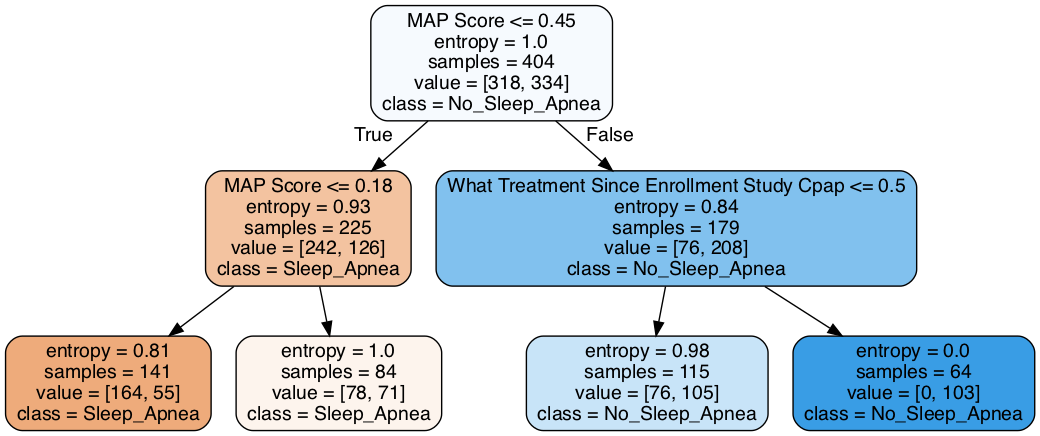 MAP Score <= 0.45
entropy = 1.0
samples = 404
value = [318, 334]
class = No_Sleep_Apnea
True
False
MAP Score <= 0.18
entropy = 0.93
samples = 225
value = [242, 126]
class = Sleep_Apnea
What Treatment Since Enrollment Study Cpap <= 0.5
entropy = 0.84
samples = 179
value = [76, 208]
class = No_Sleep_Apnea
entropy = 0.81
samples = 141
value = [164, 55]
class = Sleep_Apnea
entropy = 1.0
samples = 84
value = [78, 71]
class = Sleep_Apnea
entropy = 0.98
samples = 115
value = [76, 105]
class = No_Sleep_Apnea
entropy = 0.0
samples = 64
value = [0, 103]
class = No_Sleep_Apnea